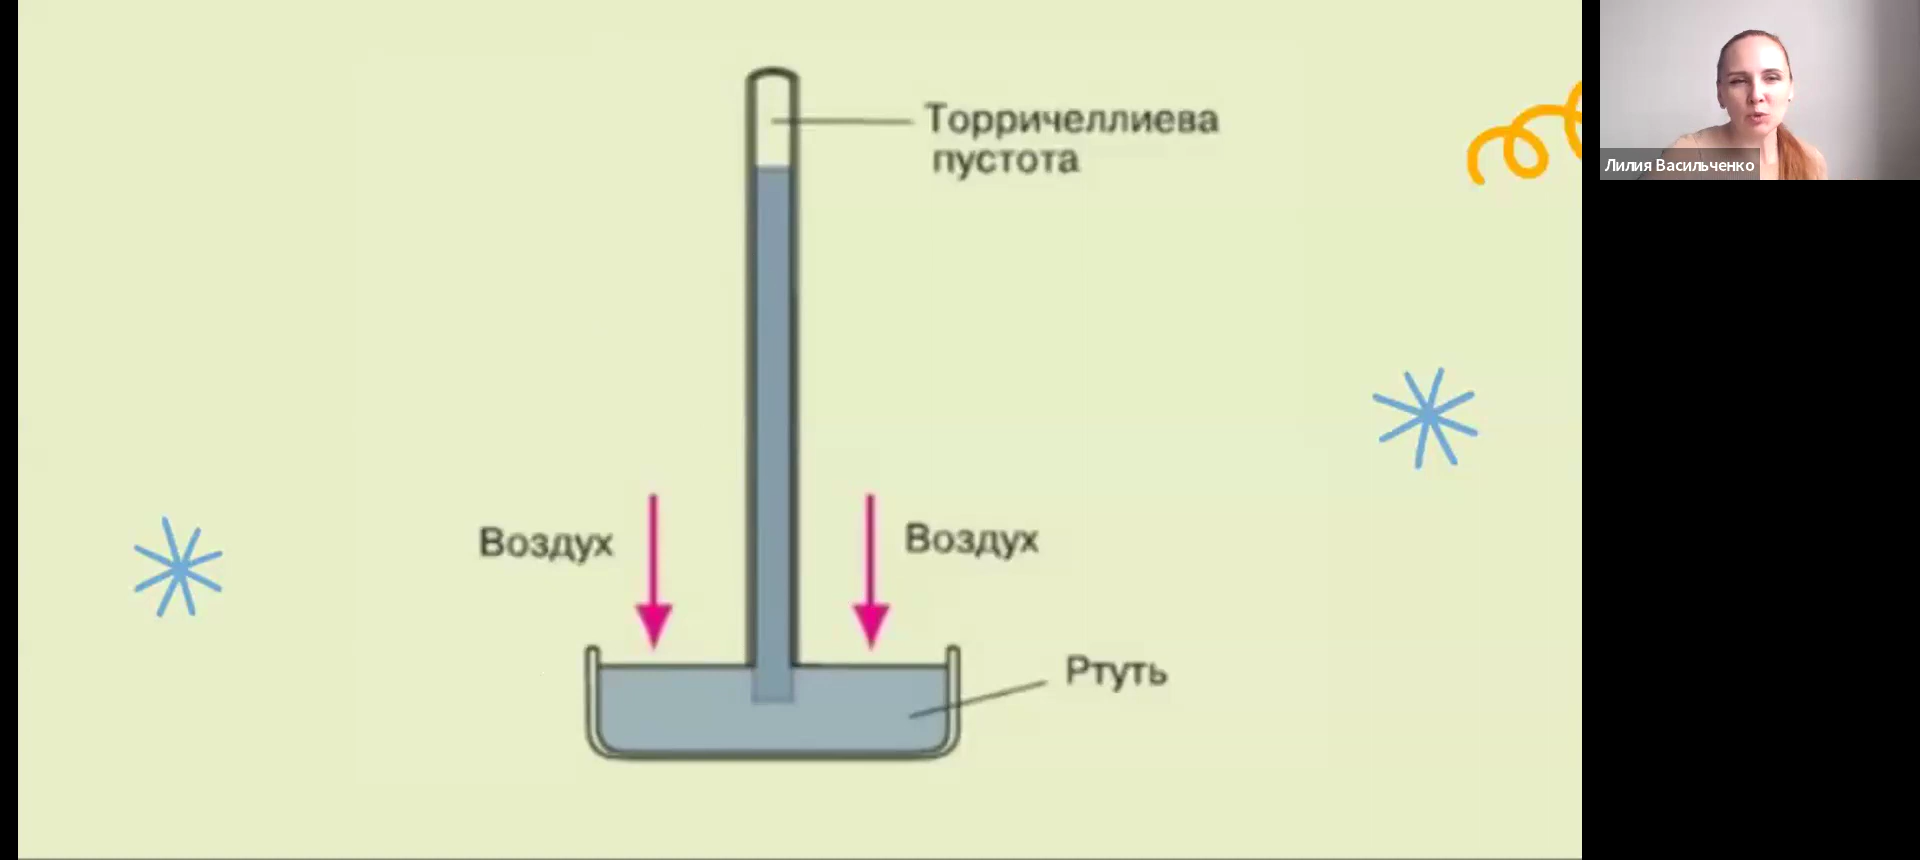 Торричеллиева
пустота
Лилия Васильченко
Воздух
Воздух
Ртуть